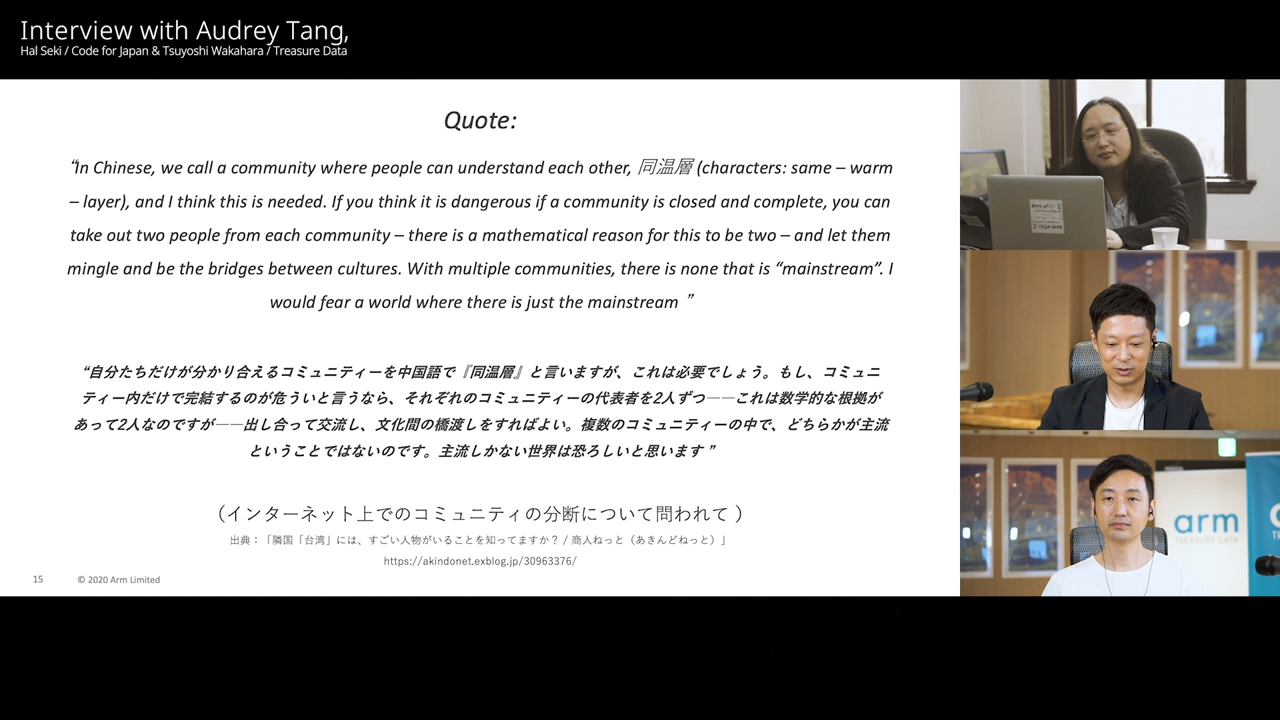 Interview with Audrey Tang,
Hal Seki / Code for Japan & Tsuyoshi Wakahara / Treasure Data
Quote:
“In Chinese, we call a community where people can understand each other, 同温層 (characters: same – warm
– layer), and I think this is needed. If you think it is dangerous if a community is closed and complete, you can
take out two people from each community – there is a mathematical reason for this to be two – and let them
mingle and be the bridges between cultures. With multiple communities, there is none that is “mainstream”. I
would fear a world where there is just the mainstream ”
“自分たちだけが分かり合えるコミュニティーを中国語で『同温層』と言いますが、これは必要でしょう。もし、コミュニ
ティー内だけで完結するのが危ういと言うなら、それぞれのコミュニティーの代表者を2人ずつ――これは数学的な根拠が
あって2人なのですが――出し合って交流し、文化間の橋渡しをすればよい。複数のコミュニティーの中で、どちらかが主流
ということではないのです。主流しかない世界は恐ろしいと思います ”
（インターネット上でのコミュニティの分断について問われて ）
出典：「隣国「台湾」には、すごい人物がいることを知ってますか？ / 商人ねっと（あきんどねっと）」
https://akindonet.exblog.jp/30963376/
15 © 2020 Arm Limited
arm
TREASURE DATA